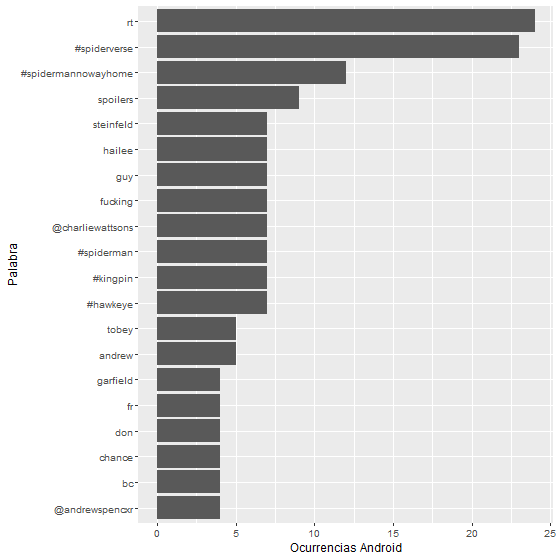 rt
#spiderverse
#spidermannowayhome
spoilers
steinfeld
hailee
guy
fucking
@charliewattsons
#spiderman
#kingpin
#hawkeye
tobey
andrew
garfield
fr
don
chance
bc
@andrewspencxr
Palabra
0 5 10 15 20 25
Ocurrencias Android